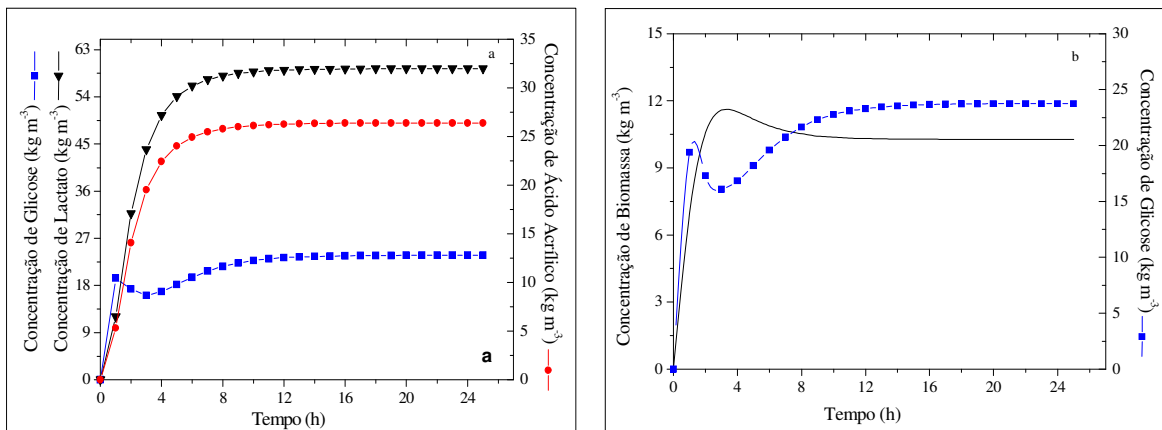 a
Concentração de Glicose (kg m⁻³)
Concentração de Lactato (kg m⁻³)
63
54
45
36
27
18
9
0
0 4 8 12 16 20 24
Tempo (h)
35
30
25
20
15
10
5
0
Concentração de Ácido Acrílico (kg m⁻³)
a
b
Concentração de Biomassa (kg m⁻³)
15
12
9
6
3
0
0 4 8 12 16 20 24
Tempo (h)
30
25
20
15
10
5
0
Concentração de Glicose (kg m⁻³)